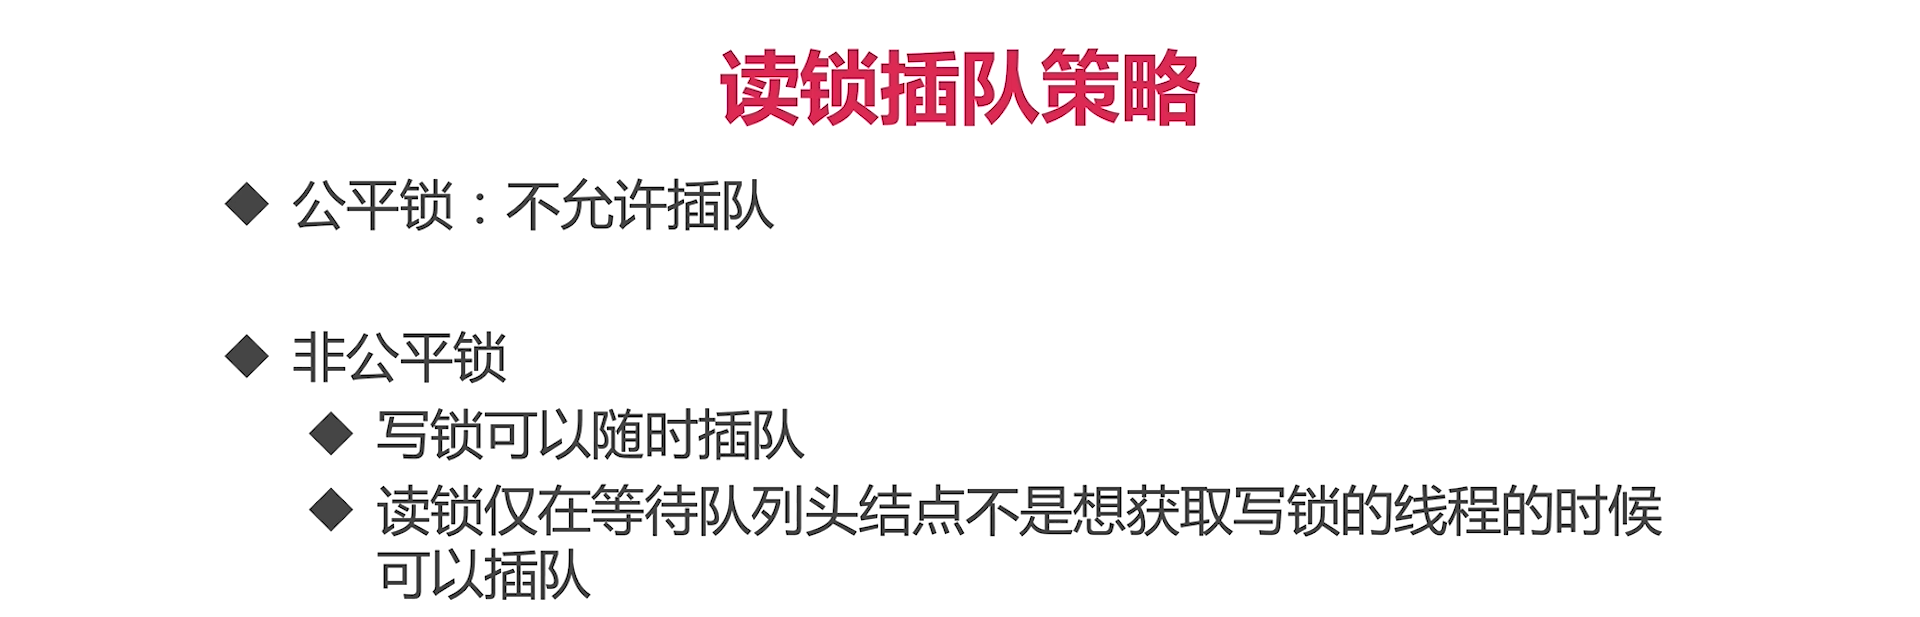 读锁插队策略
◆ 公平锁：不允许插队
◆ 非公平锁
◆ 写锁可以随时插队
◆ 读锁仅在等待队列头结点不是想获取写锁的线程的时候
可以插队